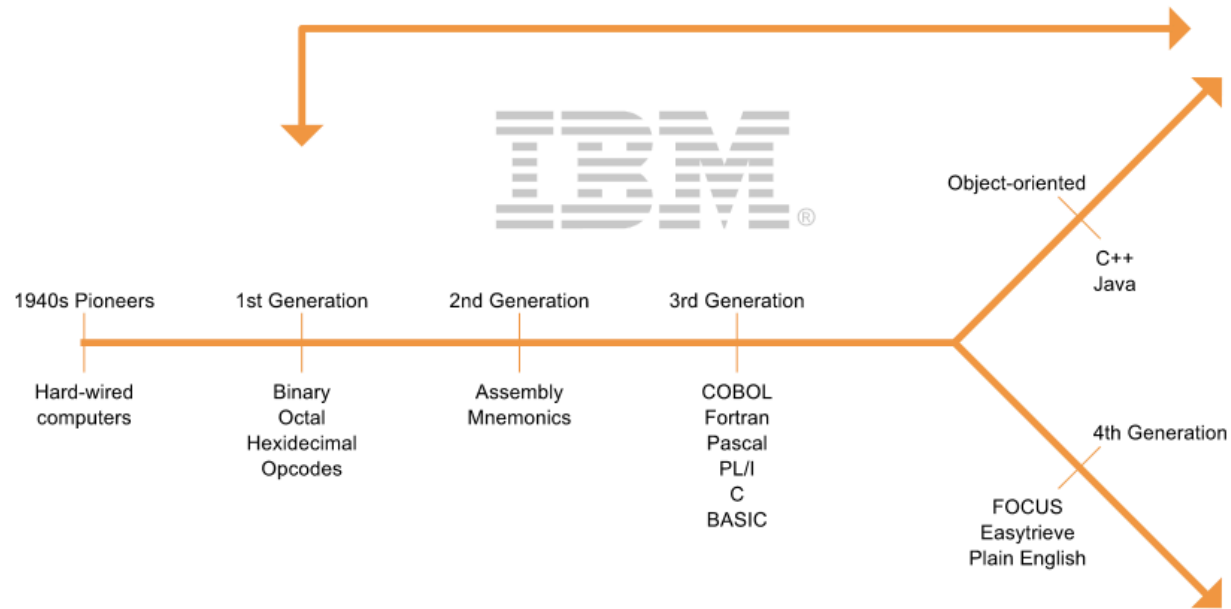 IBM®
Object-oriented
C++
Java
1940s Pioneers
1st Generation
2nd Generation
3rd Generation
Hard-wired
computers
Binary
Octal
Hexidecimal
Opcodes
Assembly
Mnemonics
COBOL
Fortran
Pascal
PL/I
C
BASIC
4th Generation
FOCUS
Easytrieve
Plain English